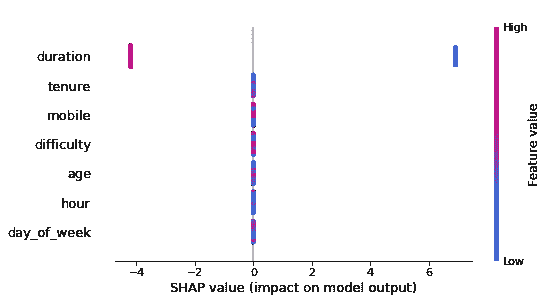 High
duration
tenure
mobile
difficulty
age
hour
day_of_week
Low
Feature value
−4 −2 0 2 4 6
SHAP value (impact on model output)